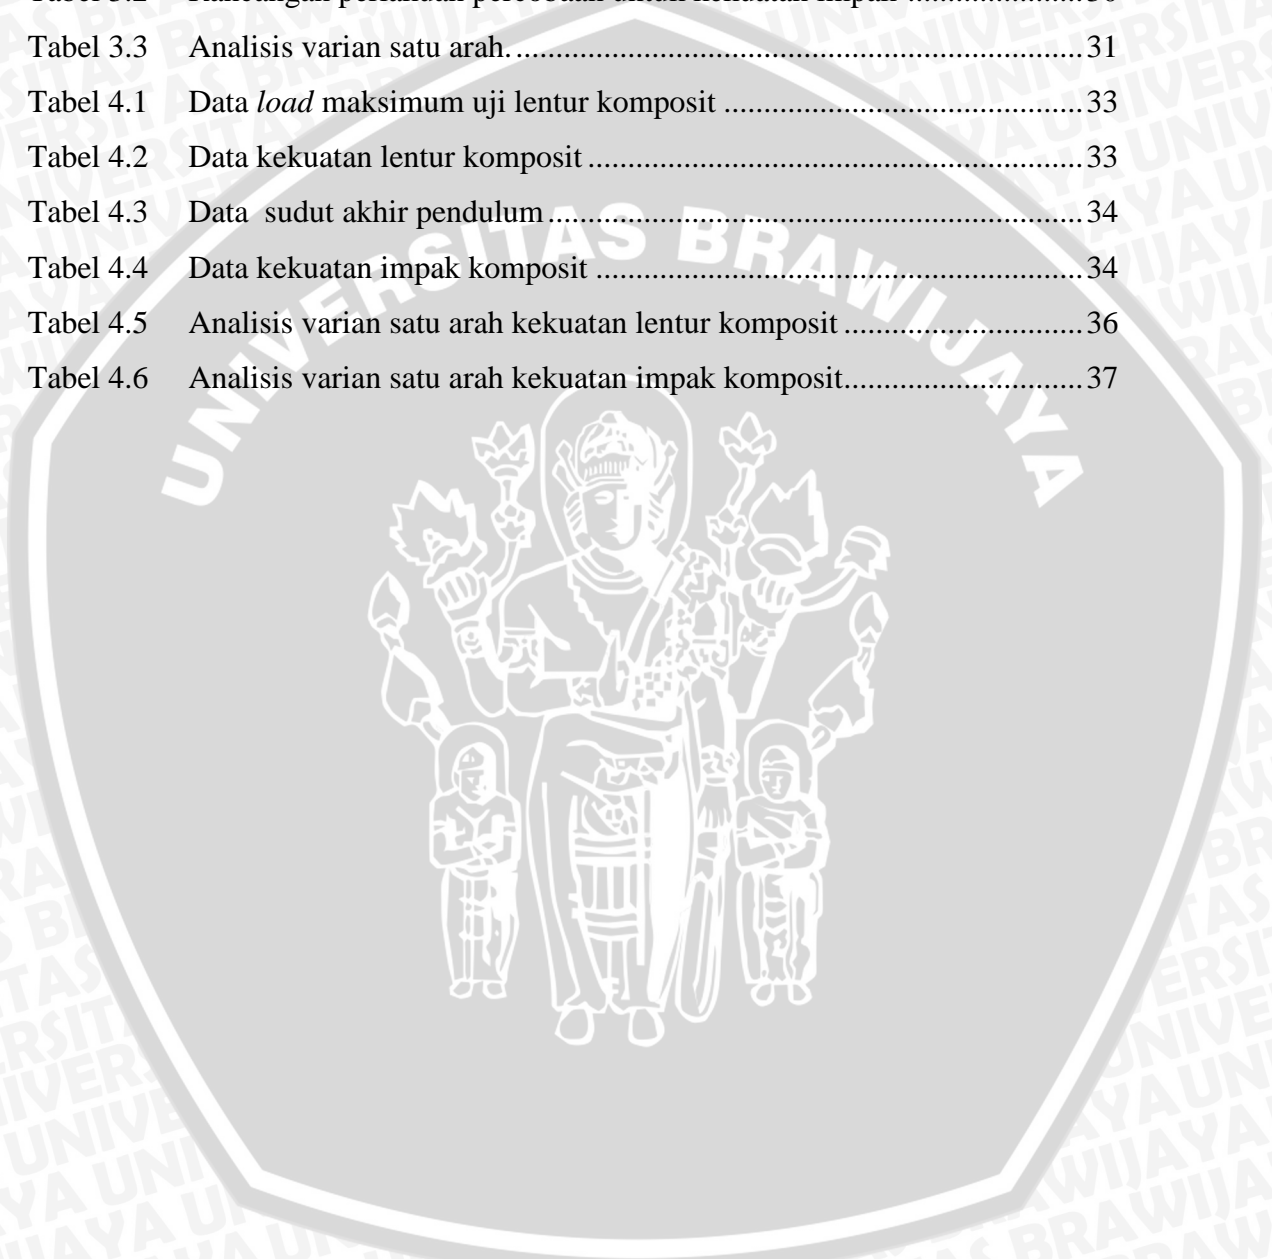 Tabel 3.3 Analisis varian satu arah. 31
Tabel 4.1 Data load maksimum uji lentur komposit 33
Tabel 4.2 Data kekuatan lentur komposit 33
Tabel 4.3 Data sudut akhir pendulum 34
Tabel 4.4 Data kekuatan impak komposit 34
Tabel 4.5 Analisis varian satu arah kekuatan lentur komposit 36
Tabel 4.6 Analisis varian satu arah kekuatan impak komposit 37
UNIVERSITAS BRAWIJAYA